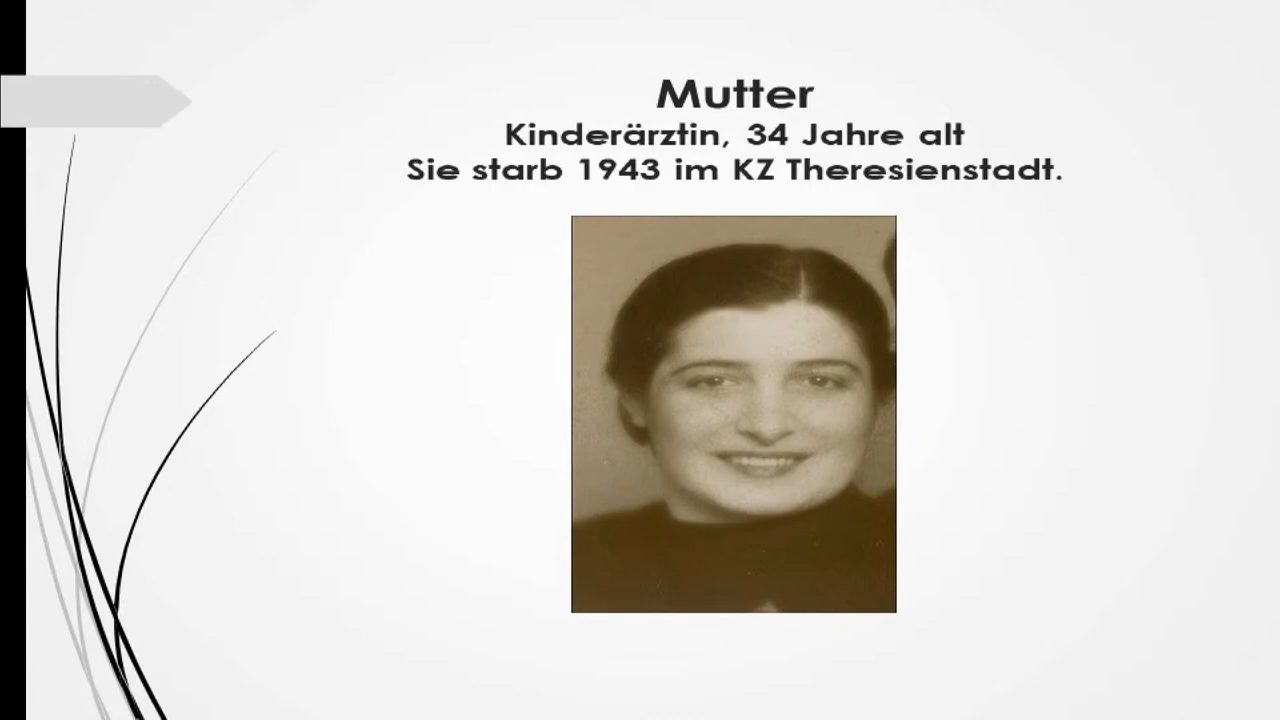 Mutter
Kinderärztin, 34 Jahre alt
Sie starb 1943 im KZ Theresienstadt.